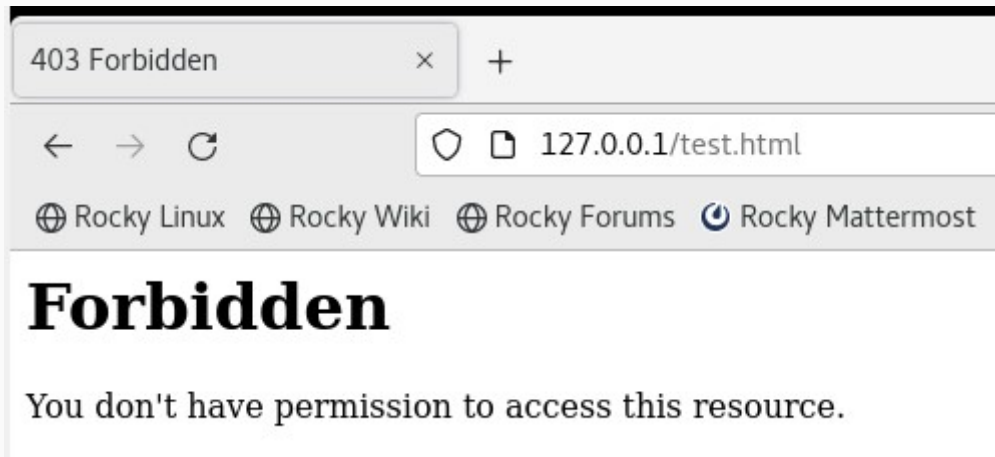 403 Forbidden
127.0.0.1/test.html
Rocky Linux Rocky Wiki Rocky Forums Rocky Mattermost
Forbidden
You don't have permission to access this resource.